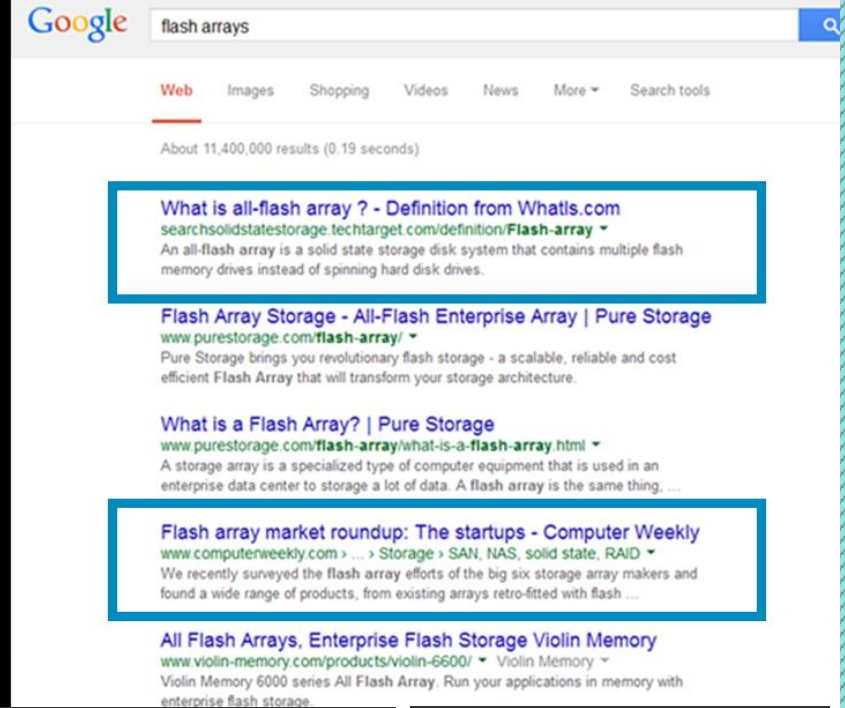 Google flash arrays
Web Images Shopping Videos News More Search tools
About 11,400,000 results (0.19 seconds)
What is all-flash array ? - Definition from WhatIs.com
searchsolidstatestorage.techtarget.com/definition/Flash-array
An all-flash array is a solid state storage disk system that contains multiple flash
memory drives instead of spinning hard disk drives.
Flash Array Storage - All-Flash Enterprise Array | Pure Storage
www.purestorage.com/flash-array/
Pure Storage brings you revolutionary flash storage - a scalable, reliable and cost
efficient Flash Array that will transform your storage architecture.
What is a Flash Array? | Pure Storage
www.purestorage.com/flash-array/what-is-a-flash-array.html
A storage array is a specialized type of computer equipment that is used in an
enterprise data center to storage a lot of data. A flash array is the same thing, ...
Flash array market roundup: The startups - Computer Weekly
www.computerweekly.com › ... › Storage › SAN, NAS, solid state, RAID
We recently surveyed the flash array efforts of the big six storage array makers and
found a wide range of products, from existing arrays retro-fitted with flash ...
All Flash Arrays, Enterprise Flash Storage Violin Memory
www.violin-memory.com/products/violin-6600/ Violin Memory
Violin Memory 6000 series All Flash Array. Run your applications in memory with
enterprise flash storage.